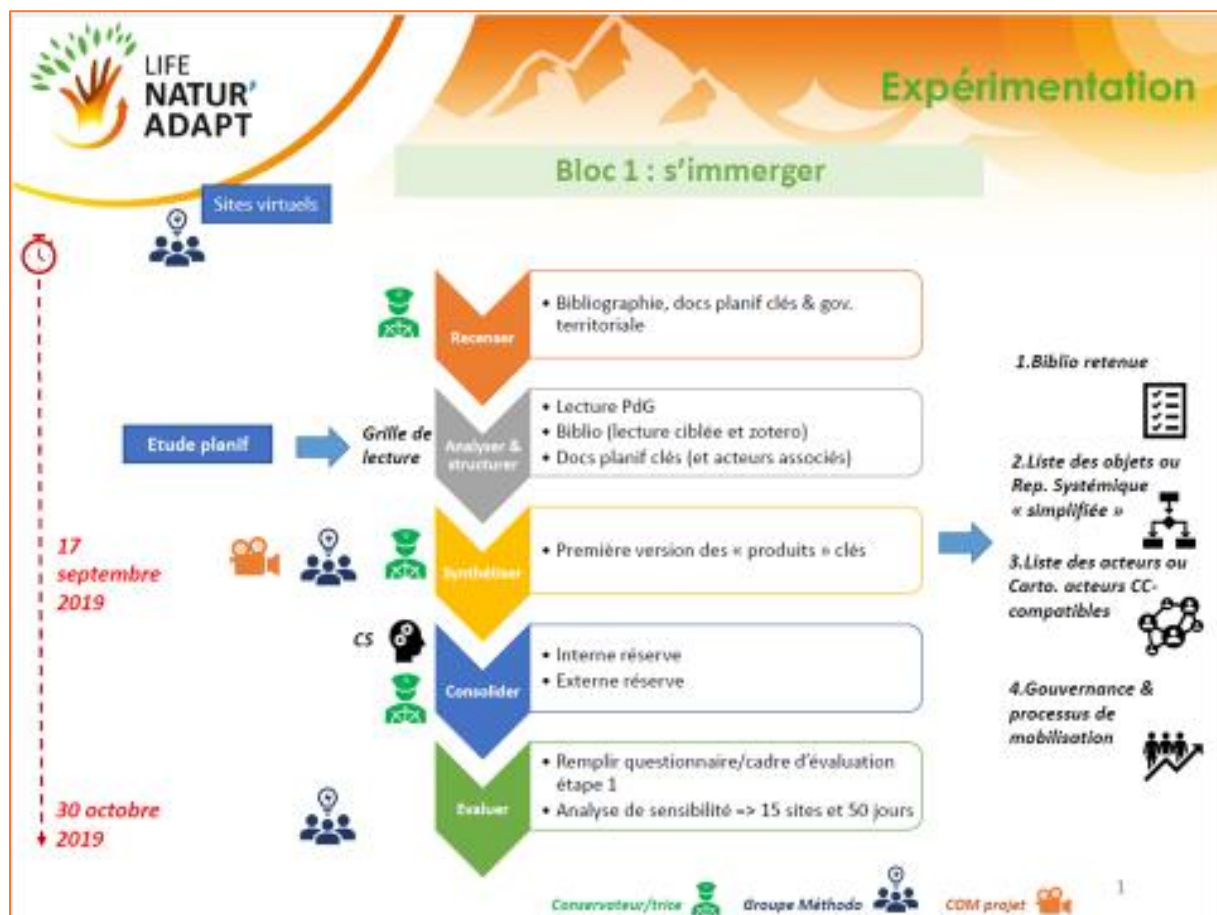 LIFE
NATUR'
ADAPT
Expérimentation
Bloc 1 : s'immerger
Sites virtuels
Recenser
• Bibliographie, docs planif clés & gov.
territoriale
Etude planif
Grille de
lecture
Analyser &
structurer
• Lecture PdG
• Biblio (lecture ciblée et zotero)
• Docs planif clés (et acteurs associés)
17
septembre
2019
Synthétiser
• Première version des « produits » clés
CS
Consolider
• Interne réserve
• Externe réserve
30 octobre
2019
Evaluer
• Remplir questionnaire/cadre d'évaluation
étape 1
• Analyse de sensibilité => 15 sites et 50 jours
1.Biblio retenue
2.Liste des objets ou
Rep. Systémique
« simplifiée »
3.Liste des acteurs ou
Carto. acteurs CC-
compatibles
4.Gouvernance &
processus de
mobilisation
Conservateur/trice
Groupe Méthodo
COM projet
1